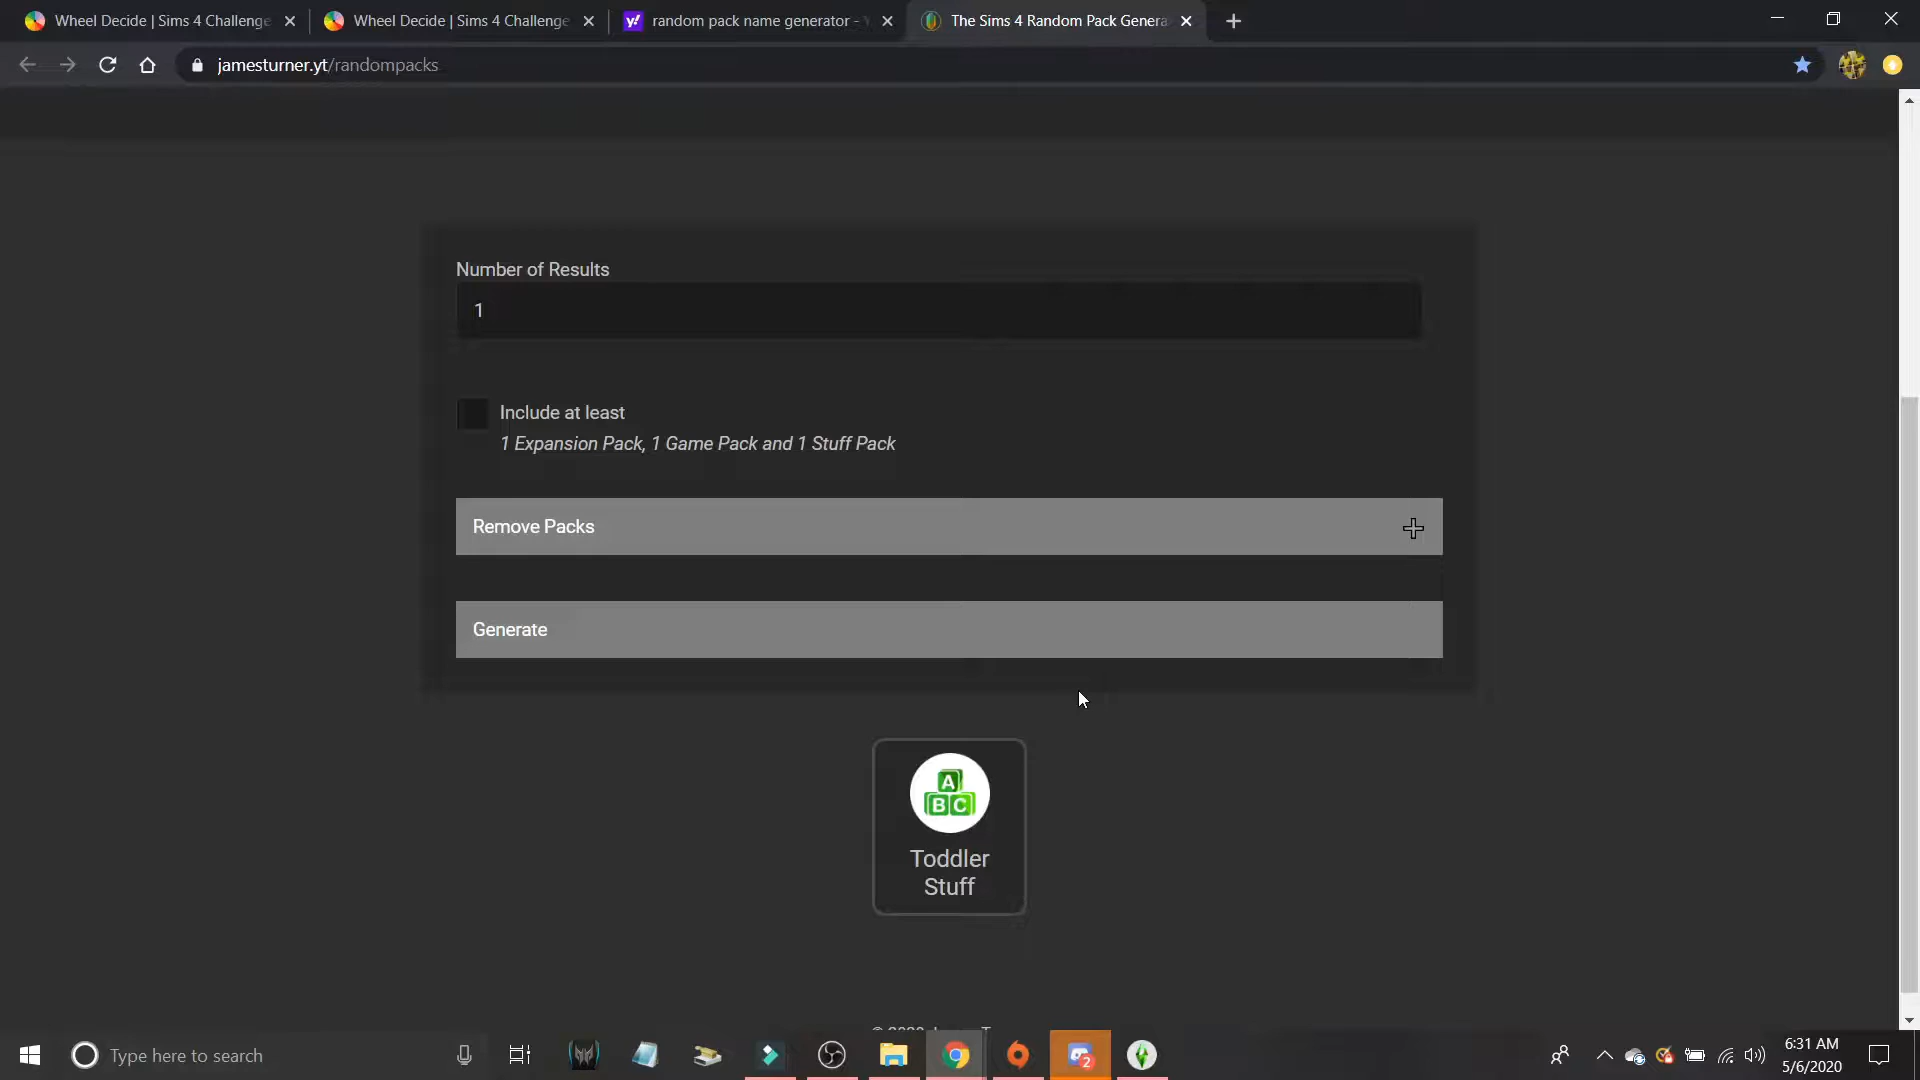 Wheel Decide | Sims 4 Challenge
Wheel Decide | Sims 4 Challenge
y!
random pack name generator -
The Sims 4 Random Pack Genera
jamesturner.yt/randompacks
Number of Results
1
Include at least
1 Expansion Pack, 1 Game Pack and 1 Stuff Pack
Remove Packs
Generate
A
B C
Toddler
Stuff
Type here to search
2
6:31 AM
5/6/2020